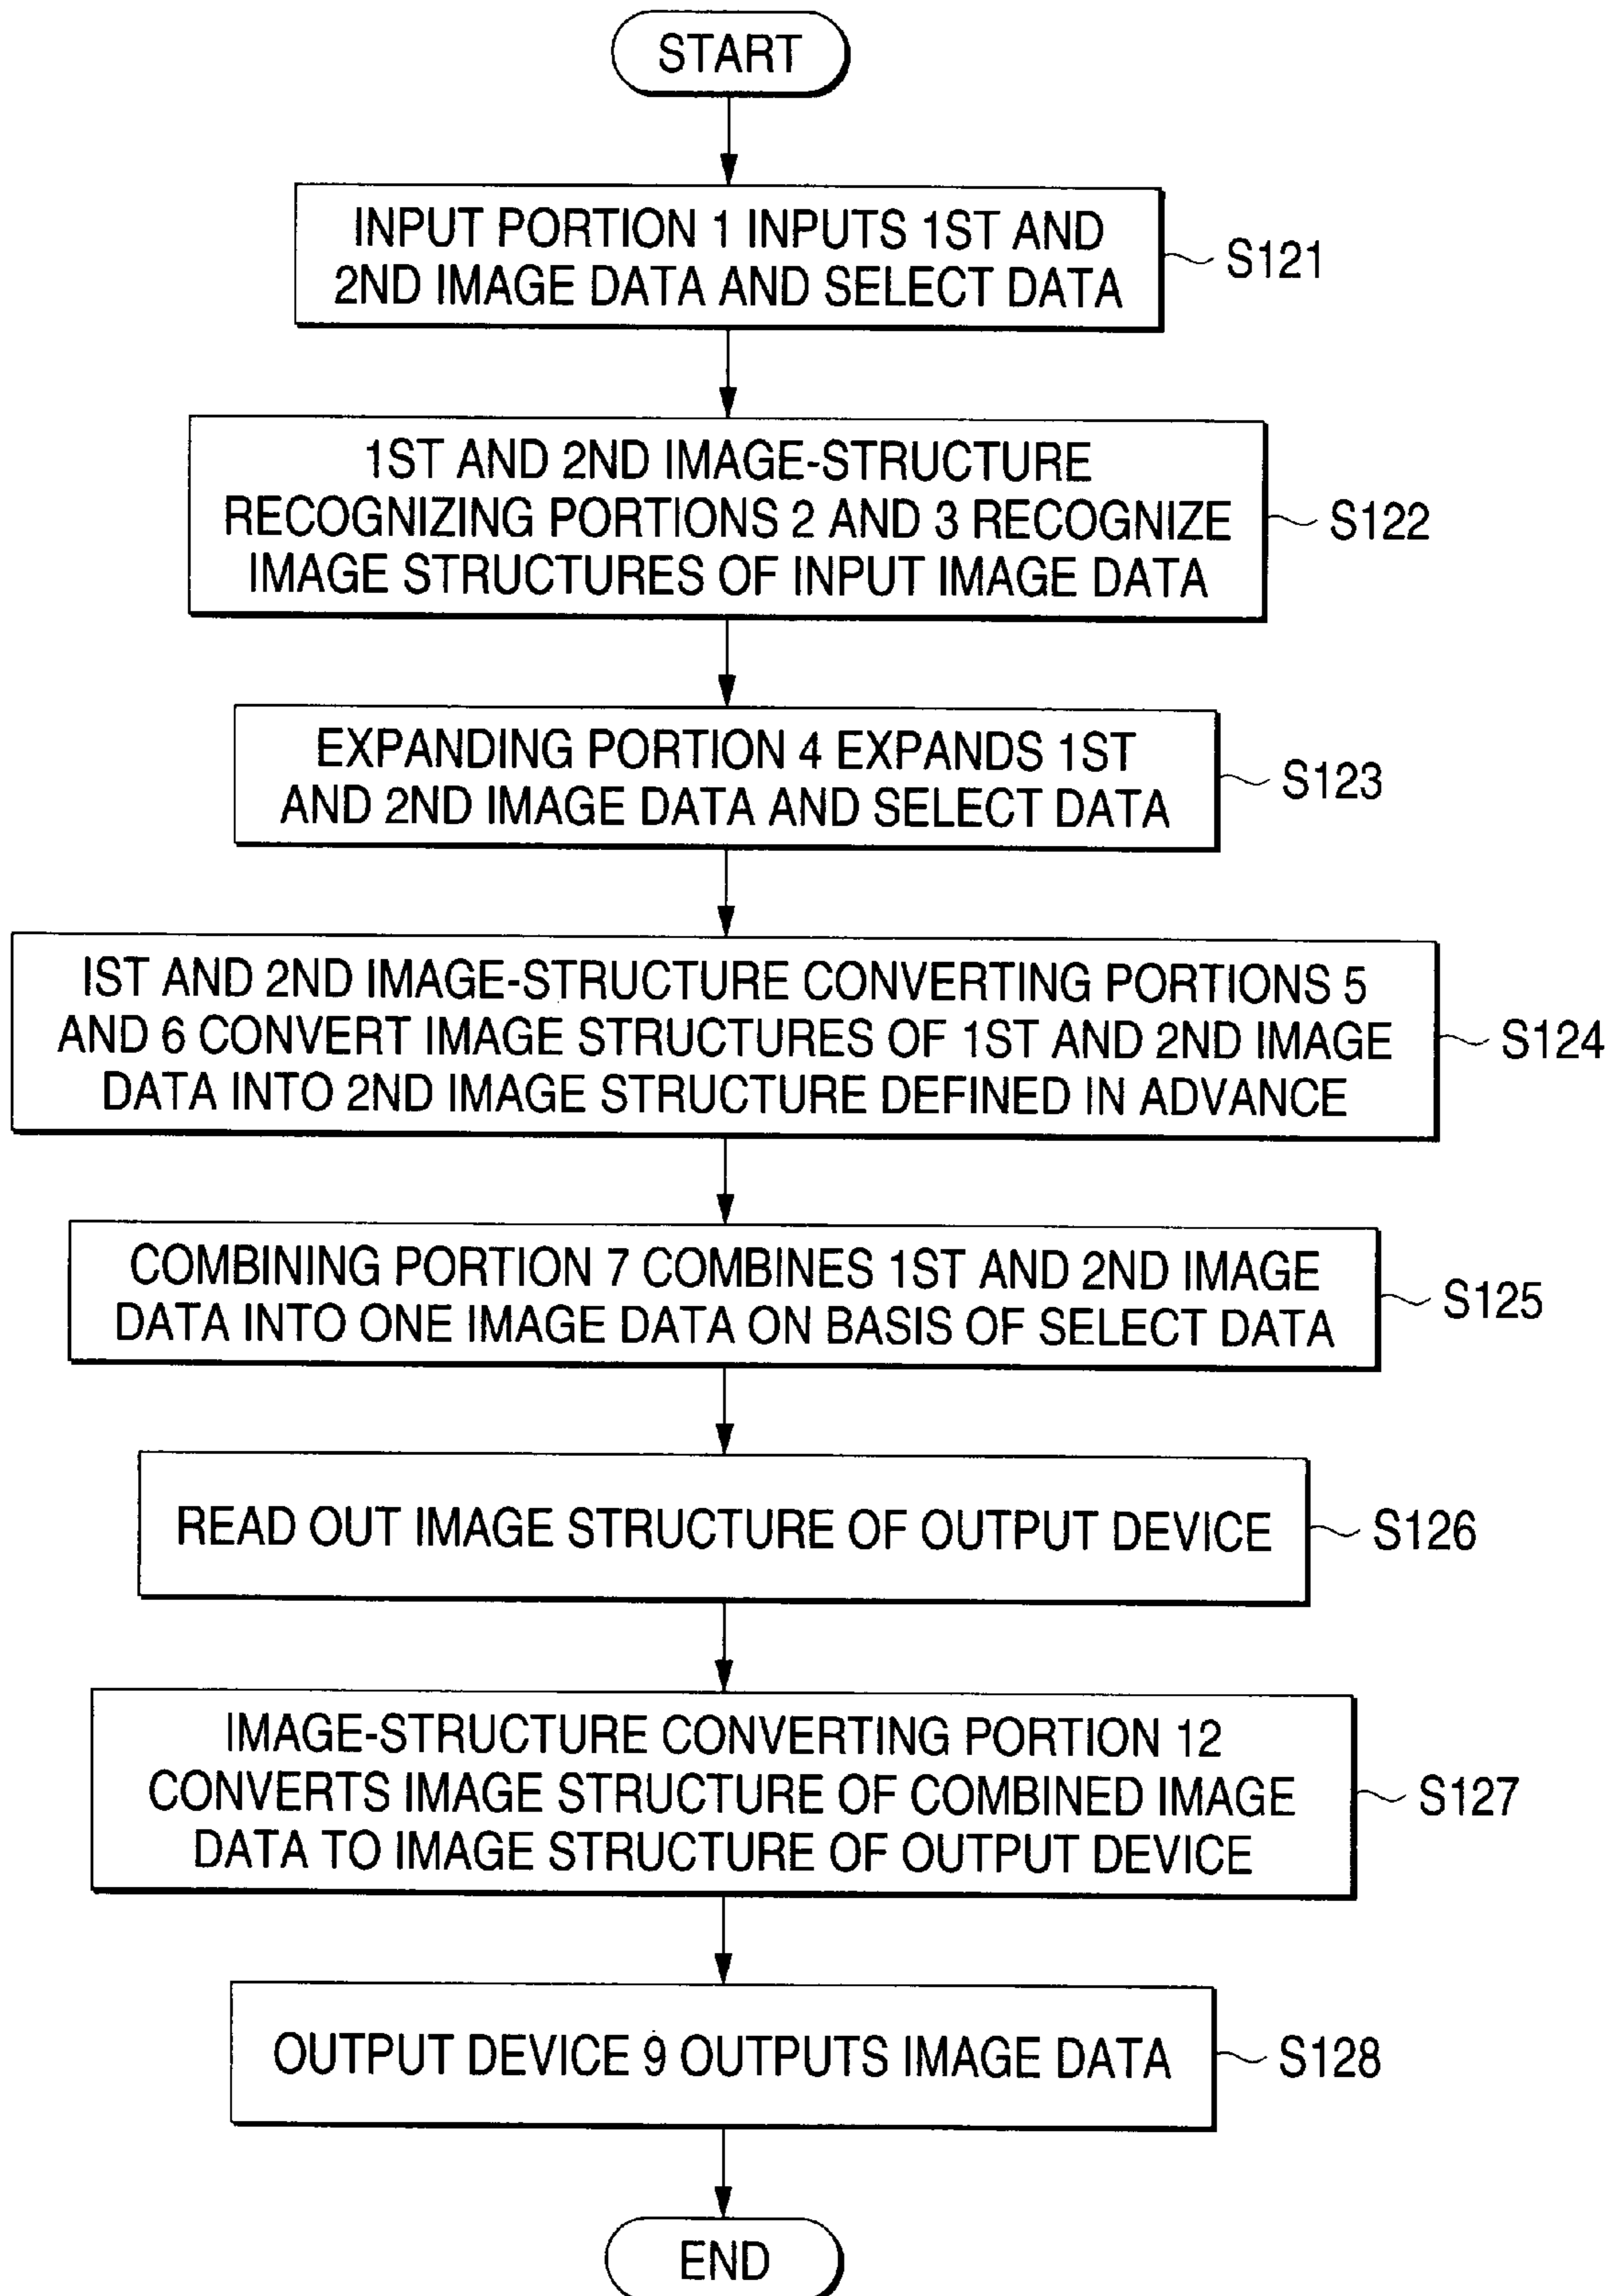 START
INPUT PORTION 1 INPUTS 1ST AND
2ND IMAGE DATA AND SELECT DATA
S121
1ST AND 2ND IMAGE-STRUCTURE
RECOGNIZING PORTIONS 2 AND 3 RECOGNIZE
IMAGE STRUCTURES OF INPUT IMAGE DATA
S122
EXPANDING PORTION 4 EXPANDS 1ST
AND 2ND IMAGE DATA AND SELECT DATA
S123
IST AND 2ND IMAGE-STRUCTURE CONVERTING PORTIONS 5
AND 6 CONVERT IMAGE STRUCTURES OF 1ST AND 2ND IMAGE
DATA INTO 2ND IMAGE STRUCTURE DEFINED IN ADVANCE
S124
COMBINING PORTION 7 COMBINES 1ST AND 2ND IMAGE
DATA INTO ONE IMAGE DATA ON BASIS OF SELECT DATA
S125
READ OUT IMAGE STRUCTURE OF OUTPUT DEVICE
S126
IMAGE-STRUCTURE CONVERTING PORTION 12
CONVERTS IMAGE STRUCTURE OF COMBINED IMAGE
DATA TO IMAGE STRUCTURE OF OUTPUT DEVICE
S127
OUTPUT DEVICE 9 OUTPUTS IMAGE DATA
S128
END